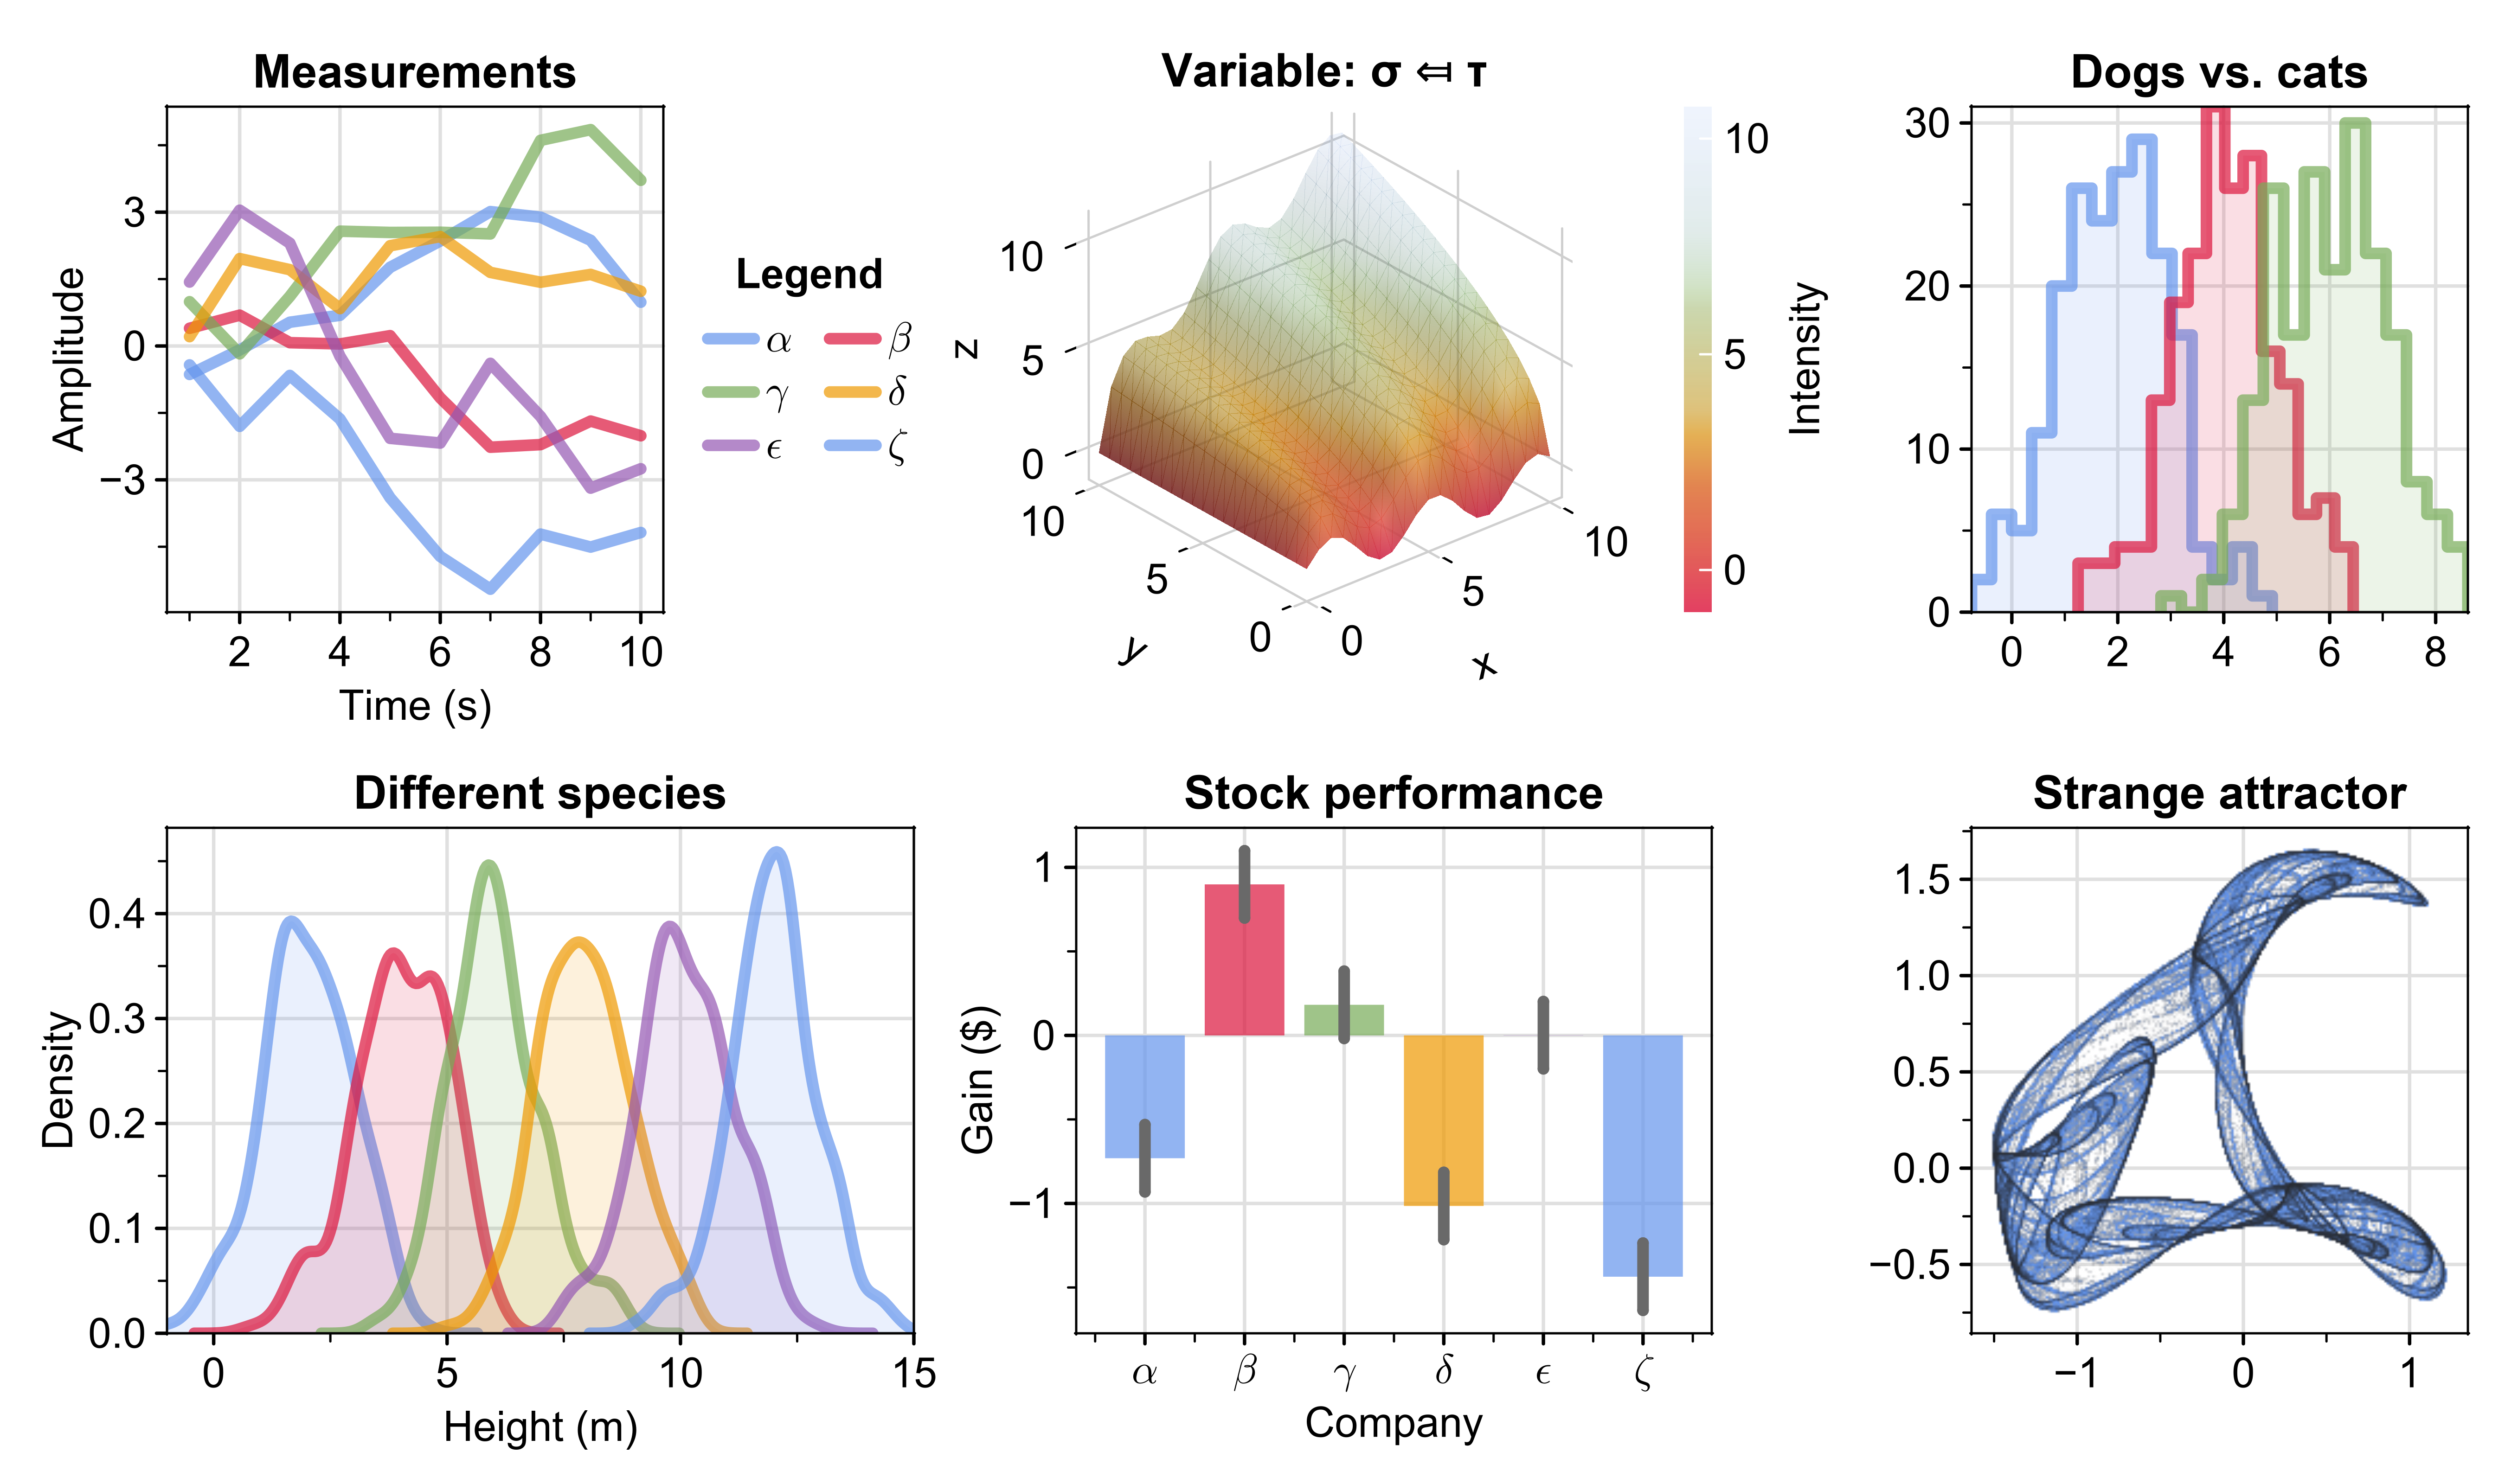 Measurements
Amplitude
3
0
−3
2 4 6 8 10
Time (s)
Legend
α β
γ δ
ϵ ζ
Variable: σ ⇐ τ
z
10
5
0
10
5
0
y
0
5
10
x
10
5
0
Intensity
Dogs vs. cats
30
20
10
0
0 2 4 6 8
Different species
Density
0.4
0.3
0.2
0.1
0.0
0 5 10 15
Height (m)
Stock performance
Gain ($)
1
0
−1
α β γ δ ϵ ζ
Company
Strange attractor
1.5
1.0
0.5
0.0
−0.5
−1 0 1